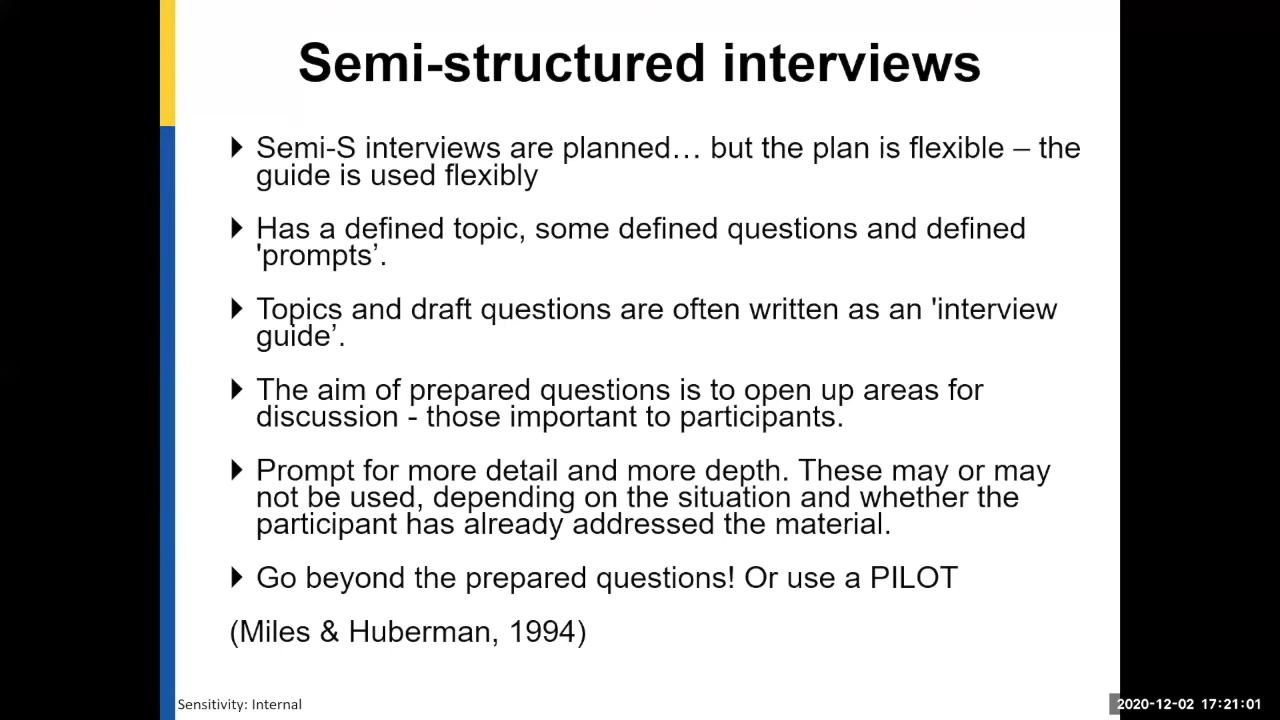 Semi-structured interviews
Semi-S interviews are planned… but the plan is flexible – the
guide is used flexibly
Has a defined topic, some defined questions and defined
'prompts’.
Topics and draft questions are often written as an 'interview
guide’.
The aim of prepared questions is to open up areas for
discussion - those important to participants.
Prompt for more detail and more depth. These may or may
not be used, depending on the situation and whether the
participant has already addressed the material.
Go beyond the prepared questions! Or use a PILOT
(Miles & Huberman, 1994)
Sensitivity: Internal
2020-12-02 17:21:01